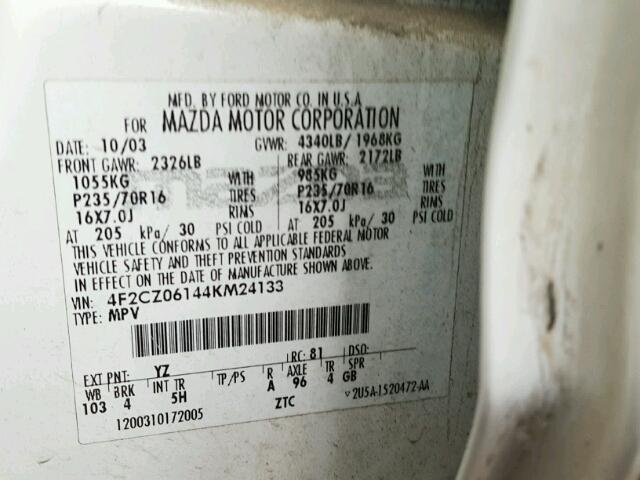 MFD. BY FORD MOTOR CO. IN U.S.A.
FOR MAZDA MOTOR CORPORATION
DATE: 10/03 GVWR: 4340LB/ 1968KG
FRONT GAWR: 2326LB REAR GAWR: 2172LB
1055KG WITH 985KG WITH
P235/70R16 TIRES P235/70R16 TIRES
16X7.0J RIMS 16X7.0J RIMS
AT 205 kPa/ 30 PSI COLD AT 205 kPa/ 30 PSI COLD
THIS VEHICLE CONFORMS TO ALL APPLICABLE FEDERAL MOTOR
VEHICLE SAFETY AND THEFT PREVENTION STANDARDS
IN EFFECT ON THE DATE OF MANUFACTURE SHOWN ABOVE.
VIN: 4F2CZ06144KM24133
TYPE: MPV
EXT PNT: YZ RC: 81 DSO:
WB BRK INT TR TP/PS R AXLE TR SPR
103 4 5H A 96 4 GB
1200310172005 ZTC v2U5A-1520472-AA